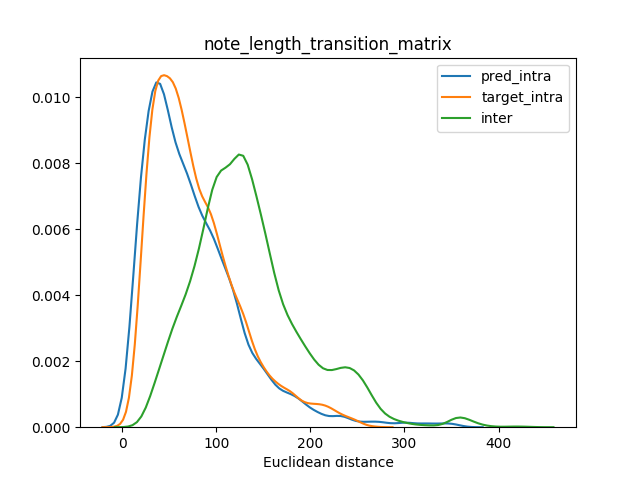 note_length_transition_matrix
pred_intra
target_intra
inter
0.010
0.008
0.006
0.004
0.002
0.000
0
100
200
300
400
Euclidean distance